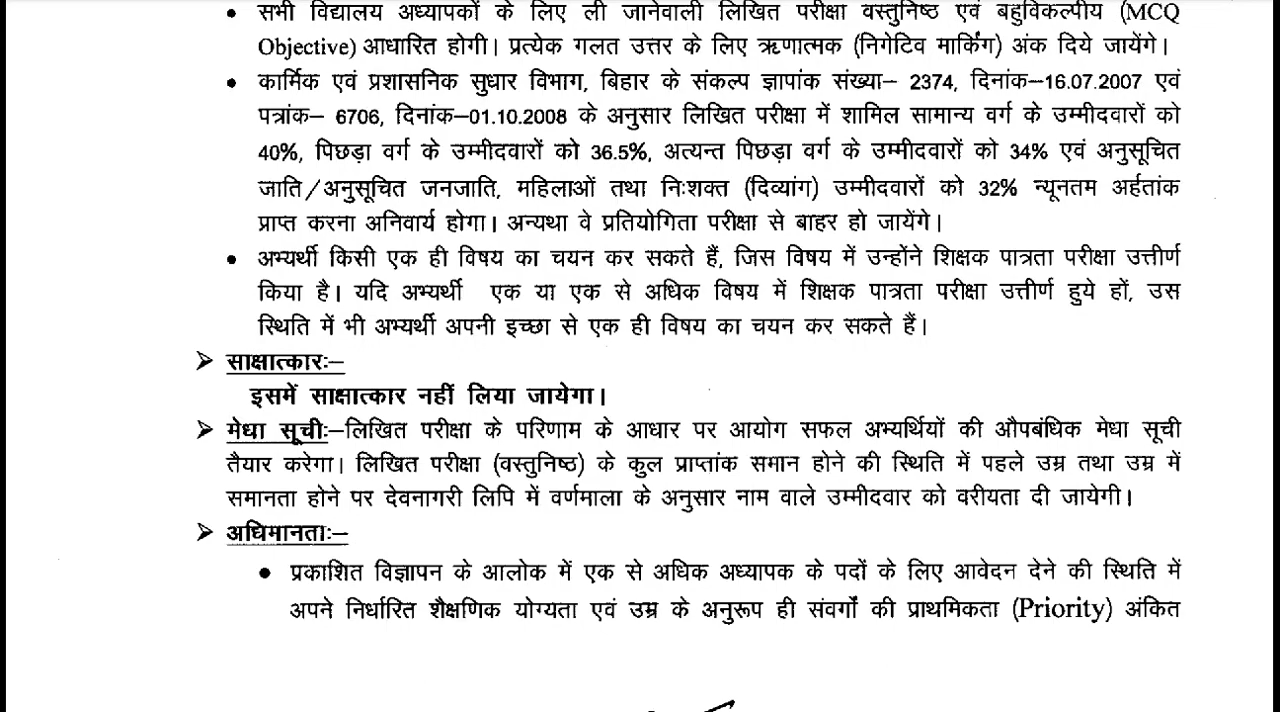 • सभी विद्यालय अध्यापकों के लिए ली जानेवाली लिखित परीक्षा वस्तुनिष्ठ एवं बहुविकल्पीय (MCQ
Objective) आधारित होगी। प्रत्येक गलत उत्तर के लिए ऋणात्मक (निगेटिव मार्किंग) अंक दिये जायेंगे।
• कार्मिक एवं प्रशासनिक सुधार विभाग, बिहार के संकल्प ज्ञापांक संख्या– 2374, दिनांक–16.07.2007 एवं
पत्रांक– 6706, दिनांक–01.10.2008 के अनुसार लिखित परीक्षा में शामिल सामान्य वर्ग के उम्मीदवारों को
40%, पिछड़ा वर्ग के उम्मीदवारों को 36.5%, अत्यन्त पिछड़ा वर्ग के उम्मीदवारों को 34% एवं अनुसूचित
जाति/अनुसूचित जनजाति, महिलाओं तथा निःशक्त (दिव्यांग) उम्मीदवारों को 32% न्यूनतम अर्हतांक
प्राप्त करना अनिवार्य होगा। अन्यथा वे प्रतियोगिता परीक्षा से बाहर हो जायेंगे।
• अभ्यर्थी किसी एक ही विषय का चयन कर सकते हैं, जिस विषय में उन्होंने शिक्षक पात्रता परीक्षा उत्तीर्ण
किया है। यदि अभ्यर्थी एक या एक से अधिक विषय में शिक्षक पात्रता परीक्षा उत्तीर्ण हुये हों, उस
स्थिति में भी अभ्यर्थी अपनी इच्छा से एक ही विषय का चयन कर सकते हैं।
➢ साक्षात्कारः–
इसमें साक्षात्कार नहीं लिया जायेगा।
➢ मेधा सूचीः–लिखित परीक्षा के परिणाम के आधार पर आयोग सफल अभ्यर्थियों की औपबंधिक मेधा सूची
तैयार करेगा। लिखित परीक्षा (वस्तुनिष्ठ) के कुल प्राप्तांक समान होने की स्थिति में पहले उम्र तथा उम्र में
समानता होने पर देवनागरी लिपि में वर्णमाला के अनुसार नाम वाले उम्मीदवार को वरीयता दी जायेगी।
➢ अधिमानताः–
• प्रकाशित विज्ञापन के आलोक में एक से अधिक अध्यापक के पदों के लिए आवेदन देने की स्थिति में
अपने निर्धारित शैक्षणिक योग्यता एवं उम्र के अनुरूप ही संवर्गों की प्राथमिकता (Priority) अंकित